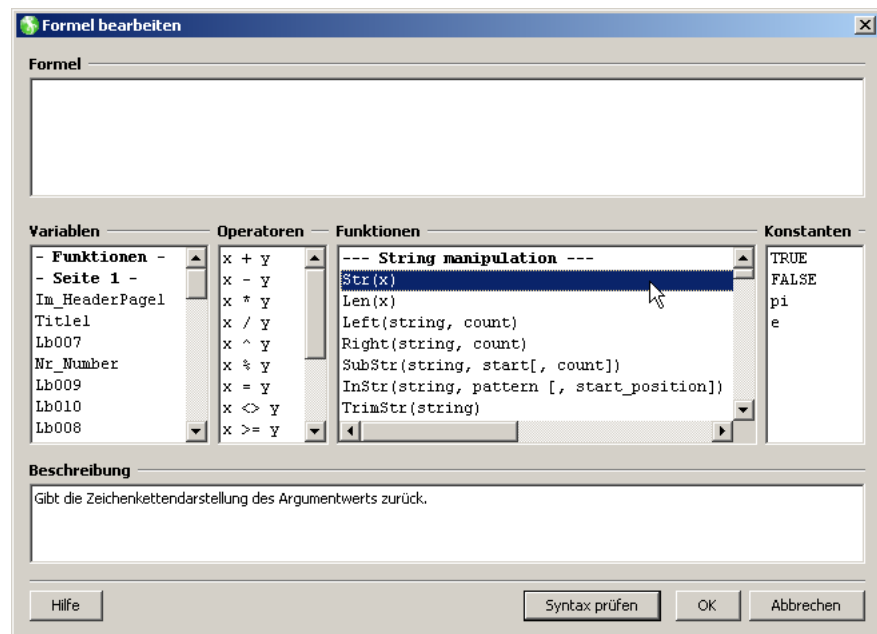 Formel bearbeiten
Formel
Variablen
- Funktionen -
- Seite 1 -
Im_HeaderPage1
Title1
Lb007
Nr_Number
Lb009
Lb010
Lb008
Operatoren
x + y
x - y
x * y
x / y
x ^ y
x % y
x = y
x <> y
x >= y
Funktionen
--- String manipulation ---
Str(x)
Len(x)
Left(string, count)
Right(string, count)
SubStr(string, start[, count])
InStr(string, pattern [, start_position])
TrimStr(string)
Konstanten
TRUE
FALSE
pi
e
Beschreibung
Gibt die Zeichenkettendarstellung des Argumentwerts zurück.
Hilfe
Syntax prüfen
OK
Abbrechen